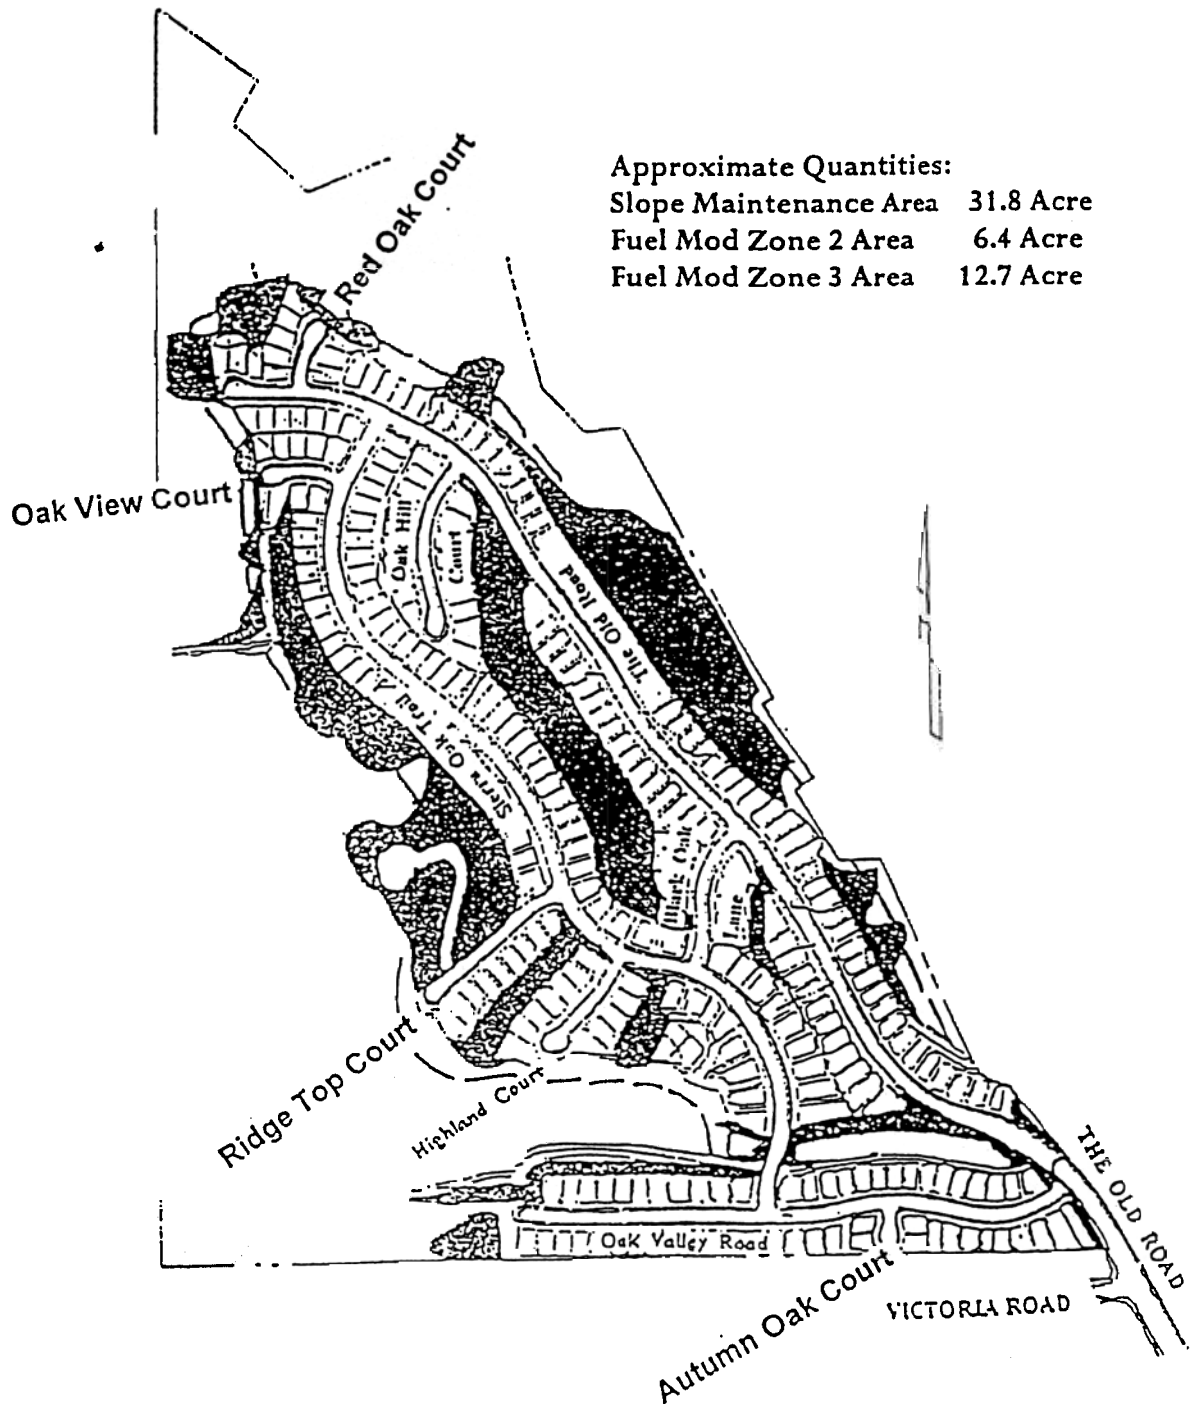 Approximate Quantities:
Slope Maintenance Area 31.8 Acre
Fuel Mod Zone 2 Area 6.4 Acre
Fuel Mod Zone 3 Area 12.7 Acre
Red Oak Court
Oak View Court
Oak Hill
Court
The Old Road
Sierra Oak Trail
Oak
Lane
Ridge Top Court
Highland Court
THE OLD ROAD
Oak Valley Road
Autumn Oak Court
VICTORIA ROAD